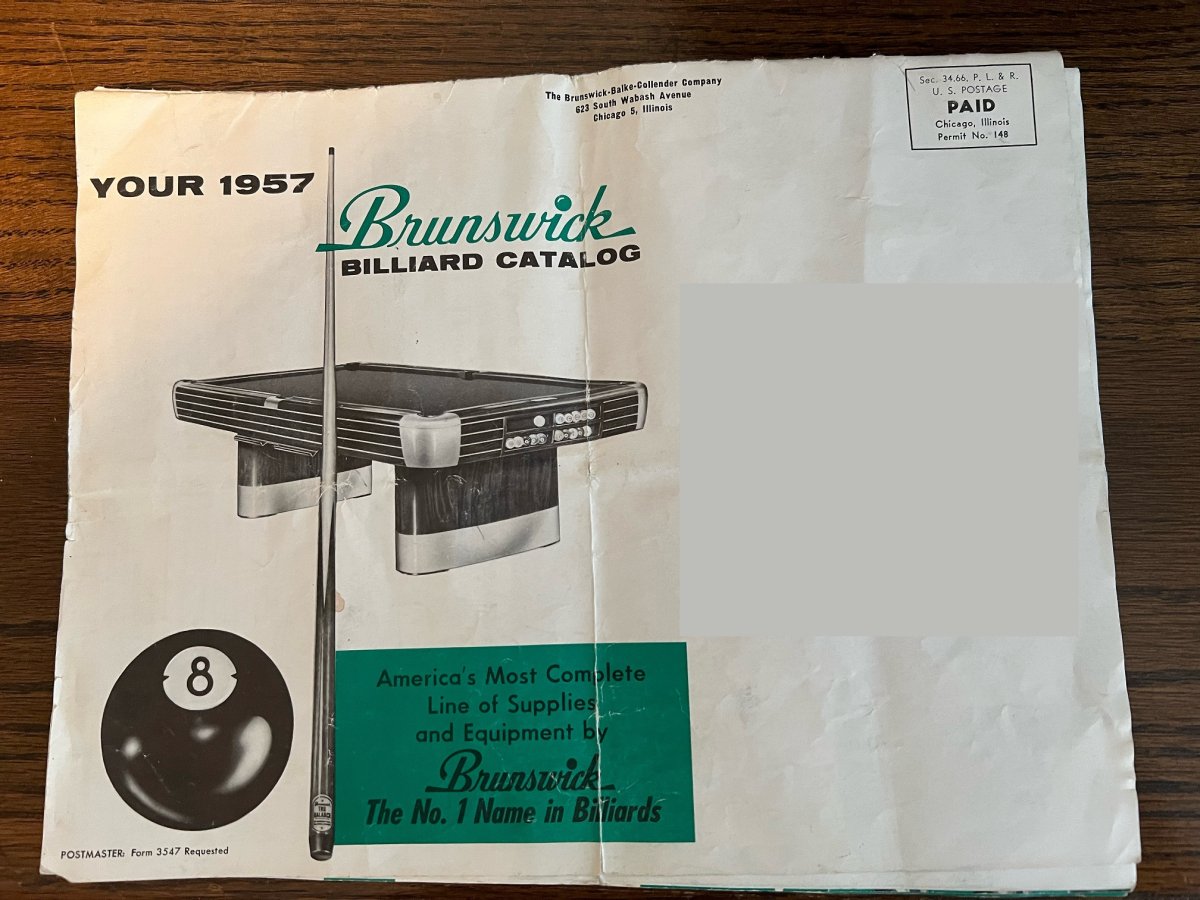 The Brunswick-Balke-Collender Company
623 South Wabash Avenue
Chicago 5, Illinois
Sec. 34.66, P. L. & R.
U. S. POSTAGE
PAID
Chicago, Illinois
Permit No. 148
YOUR 1957
Brunswick
BILLIARD CATALOG
8
America's Most Complete
Line of Supplies
and Equipment by
Brunswick
The No. 1 Name in Billiards
THE
BALANCE
POSTMASTER: Form 3547 Requested